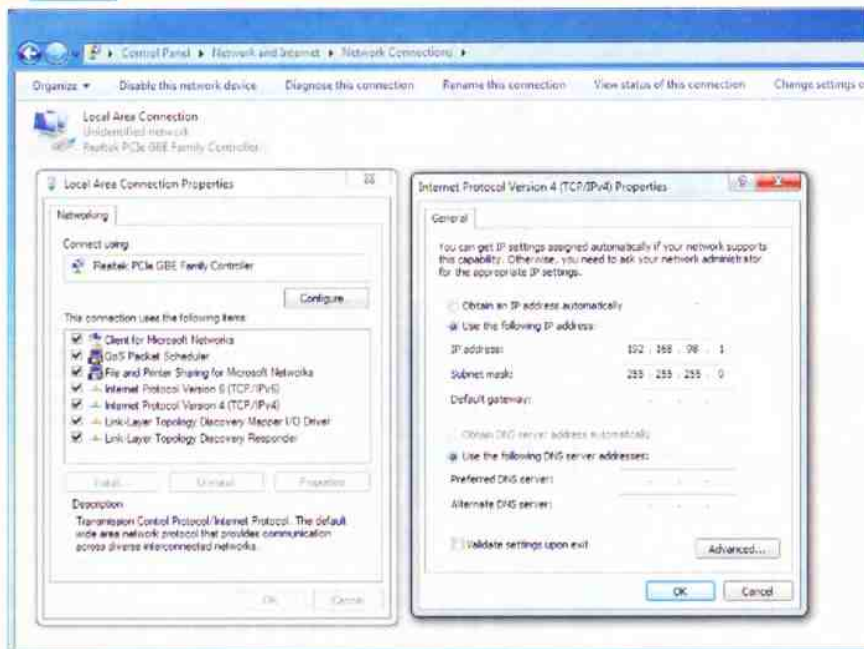 Control Panel ▸ Network and Internet ▸ Network Connections ▸
Organize ▾ Disable this network device Diagnose this connection Rename this connection View status of this connection Change settings o
Local Area Connection
Unidentified network
Realtek PCIe GBE Family Controller
Local Area Connection Properties
Networking
Connect using:
Realtek PCIe GBE Family Controller
Configure...
This connection uses the following items:
Client for Microsoft Networks
QoS Packet Scheduler
File and Printer Sharing for Microsoft Networks
Internet Protocol Version 6 (TCP/IPv6)
Internet Protocol Version 4 (TCP/IPv4)
Link-Layer Topology Discovery Mapper I/O Driver
Link-Layer Topology Discovery Responder
Install... Uninstall Properties
Description
Transmission Control Protocol/Internet Protocol. The default
wide area network protocol that provides communication
across diverse interconnected networks.
OK Cancel
Internet Protocol Version 4 (TCP/IPv4) Properties
General
You can get IP settings assigned automatically if your network supports
this capability. Otherwise, you need to ask your network administrator
for the appropriate IP settings.
Obtain an IP address automatically
Use the following IP address:
IP address: 192 . 168 . 98 . 1
Subnet mask: 255 . 255 . 255 . 0
Default gateway: . . .
Obtain DNS server address automatically
Use the following DNS server addresses:
Preferred DNS server: . . .
Alternate DNS server: . . .
Validate settings upon exit
Advanced...
OK Cancel